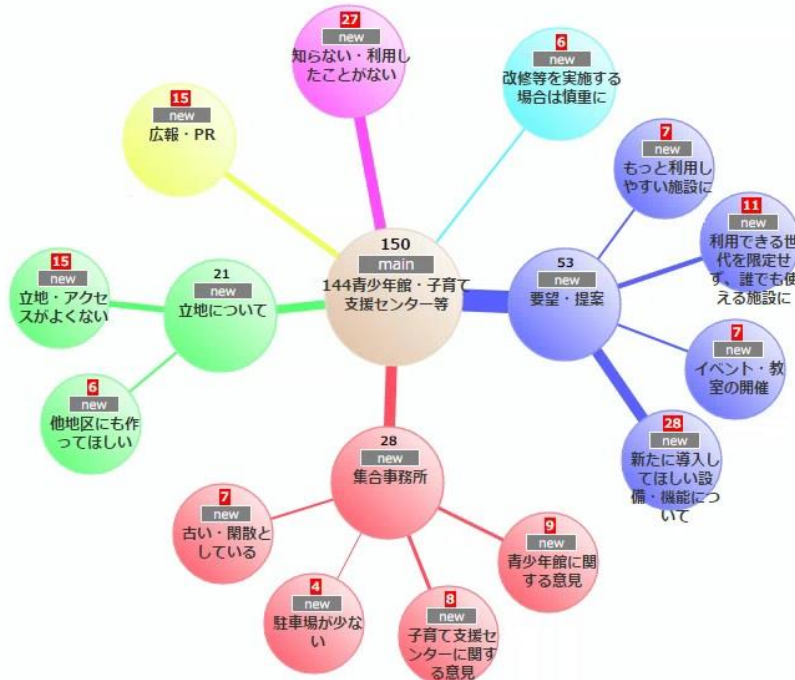 27
new
知らない・利用し
たことがない
6
new
改修等を実施する
場合は慎重に
15
new
広報・PR
7
new
もっと利用し
やすい施設に
11
new
利用できる世
代を限定せ
ず、誰でも使
える施設に
150
main
144青少年館・子育て
支援センター等
53
new
要望・提案
21
new
立地について
15
new
立地・アクセ
スがよくない
7
new
イベント・教
室の開催
6
new
他地区にも作
ってほしい
28
new
新たに導入し
てほしい設
備・機能につ
いて
28
new
集合事務所
7
new
古い・閑散と
している
9
new
青少年館に関
する意見
4
new
駐車場が少な
い
8
new
子育て支援セ
ンターに関す
る意見